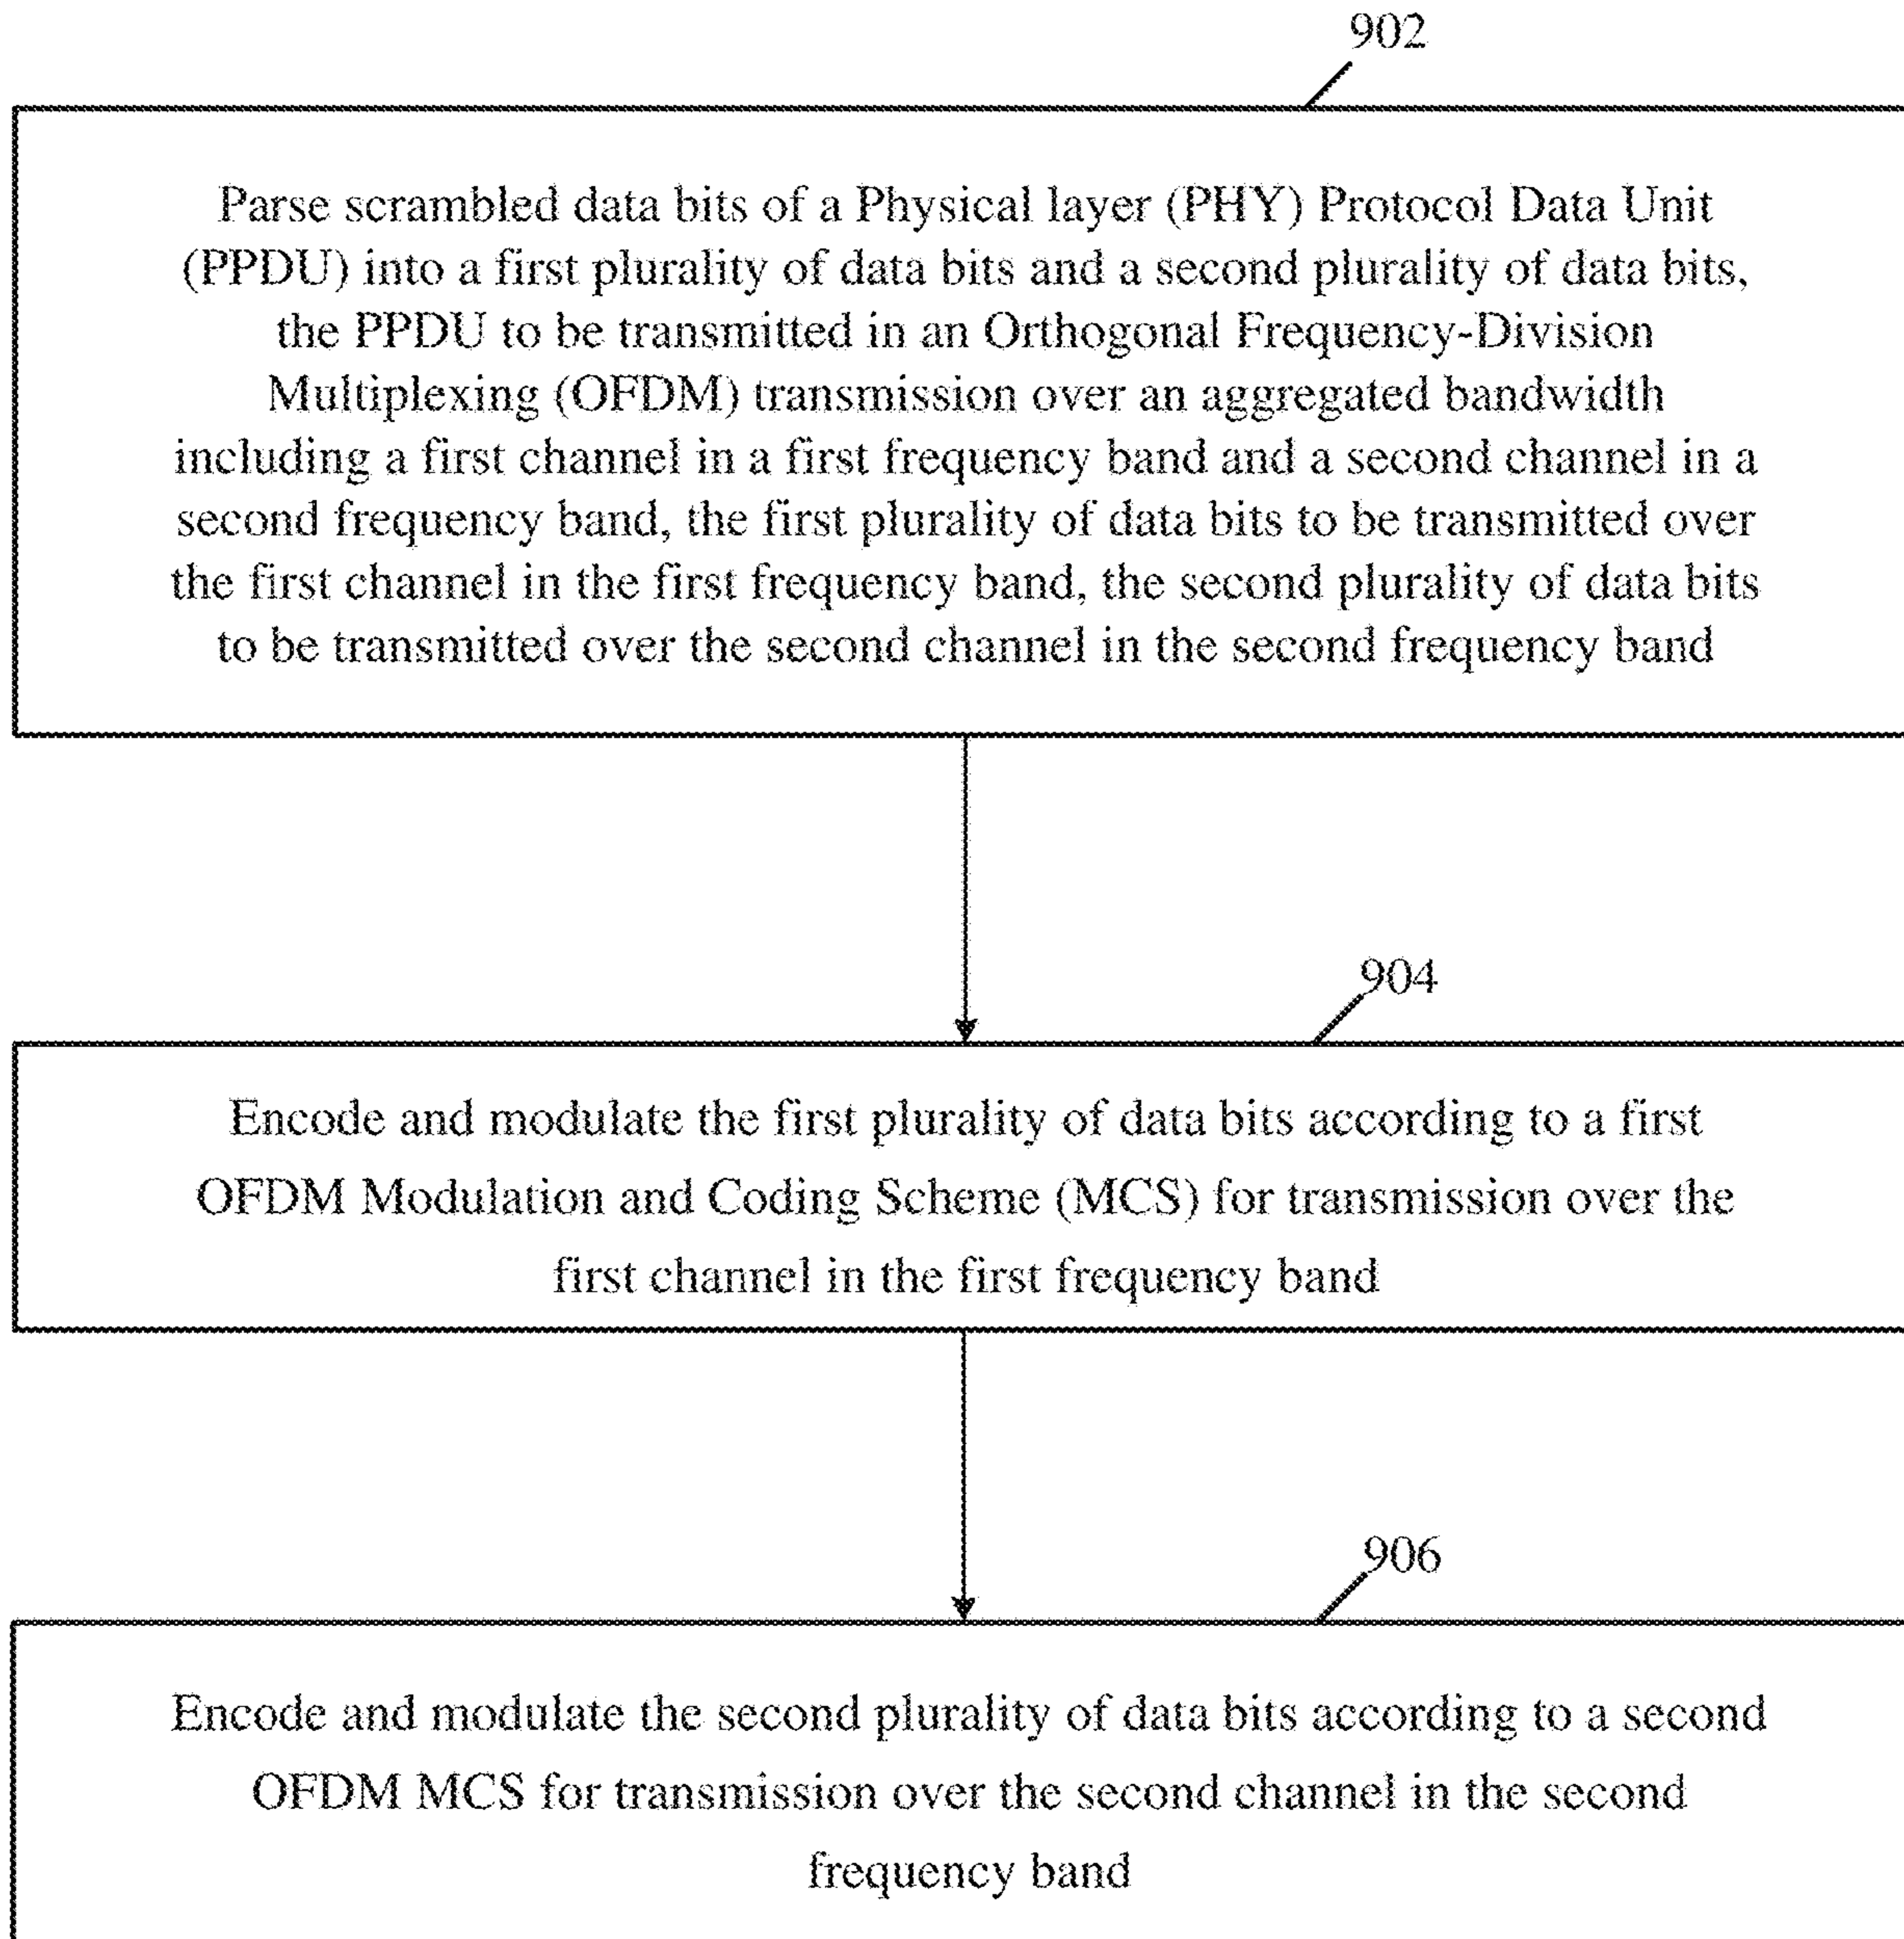 902
Parse scrambled data bits of a Physical layer (PHY) Protocol Data Unit
(PPDU) into a first plurality of data bits and a second plurality of data bits,
the PPDU to be transmitted in an Orthogonal Frequency-Division
Multiplexing (OFDM) transmission over an aggregated bandwidth
including a first channel in a first frequency band and a second channel in a
second frequency band, the first plurality of data bits to be transmitted over
the first channel in the first frequency band, the second plurality of data bits
to be transmitted over the second channel in the second frequency band
904
Encode and modulate the first plurality of data bits according to a first
OFDM Modulation and Coding Scheme (MCS) for transmission over the
first channel in the first frequency band
906
Encode and modulate the second plurality of data bits according to a second
OFDM MCS for transmission over the second channel in the second
frequency band